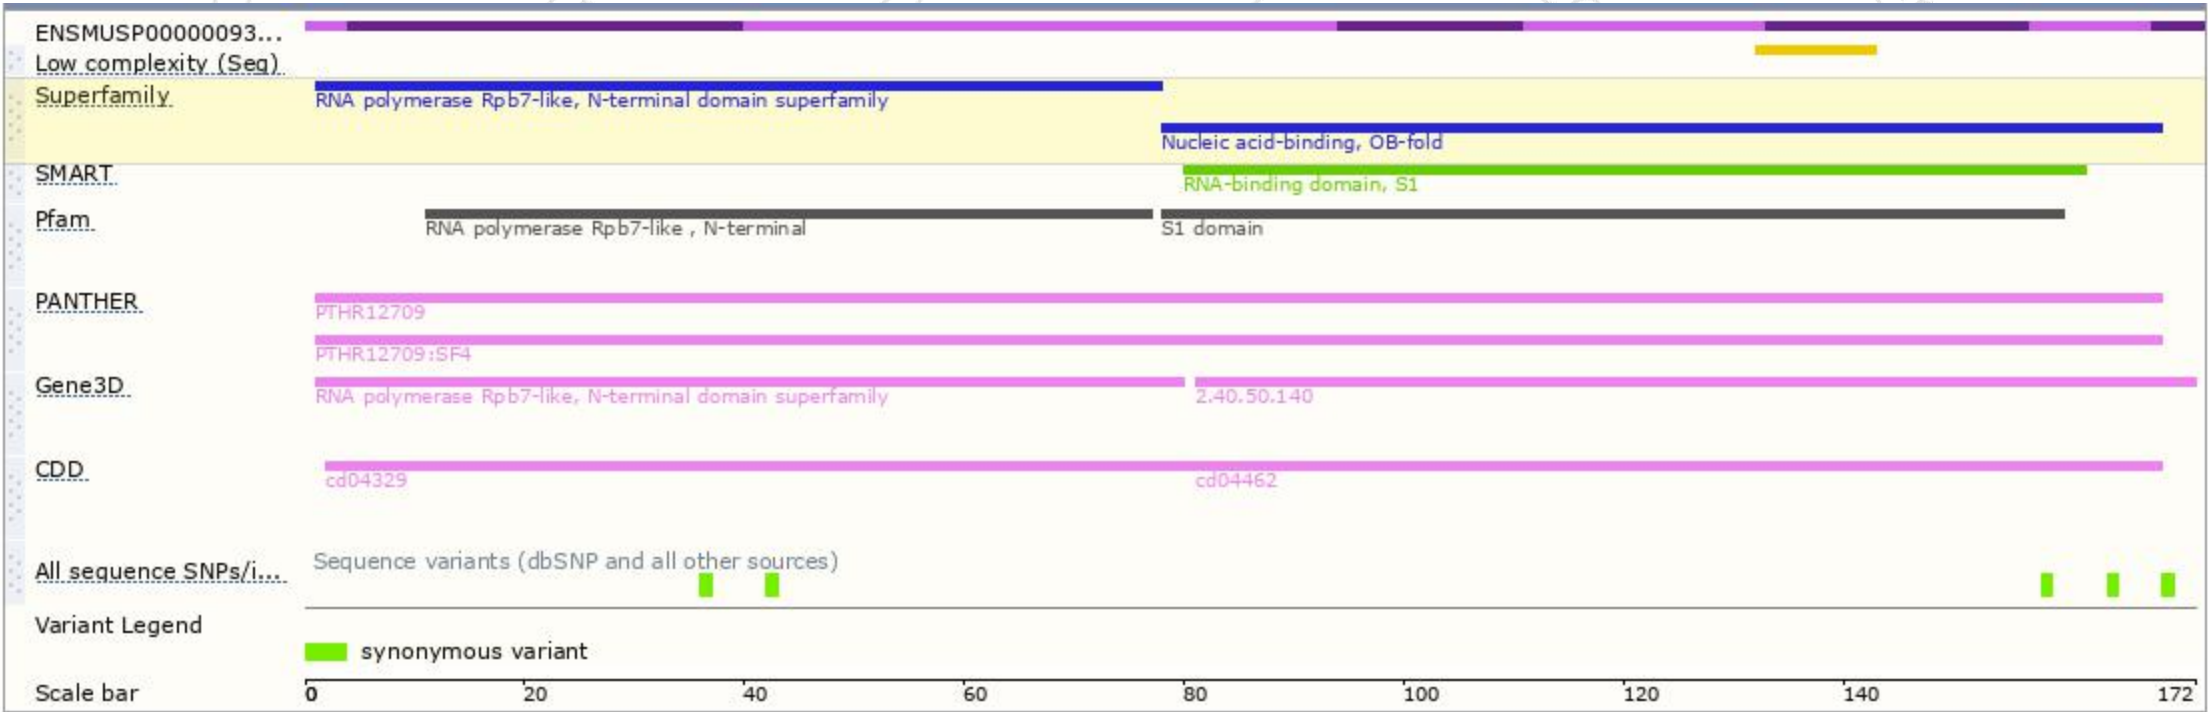 ENSMUSP00000093...
Low complexity (Seg)
Superfamily
RNA polymerase Rpb7-like, N-terminal domain superfamily
Nucleic acid-binding, OB-fold
SMART
RNA-binding domain, S1
Pfam
RNA polymerase Rpb7-like , N-terminal
S1 domain
PANTHER
PTHR12709
PTHR12709:SF4
Gene3D
RNA polymerase Rpb7-like, N-terminal domain superfamily 2.40.50.140
CDD
cd04329 cd04462
Sequence variants (dbSNP and all other sources)
All sequence SNPs/i...
Variant Legend
synonymous variant
Scale bar 0 20 40 60 80 100 120 140 172